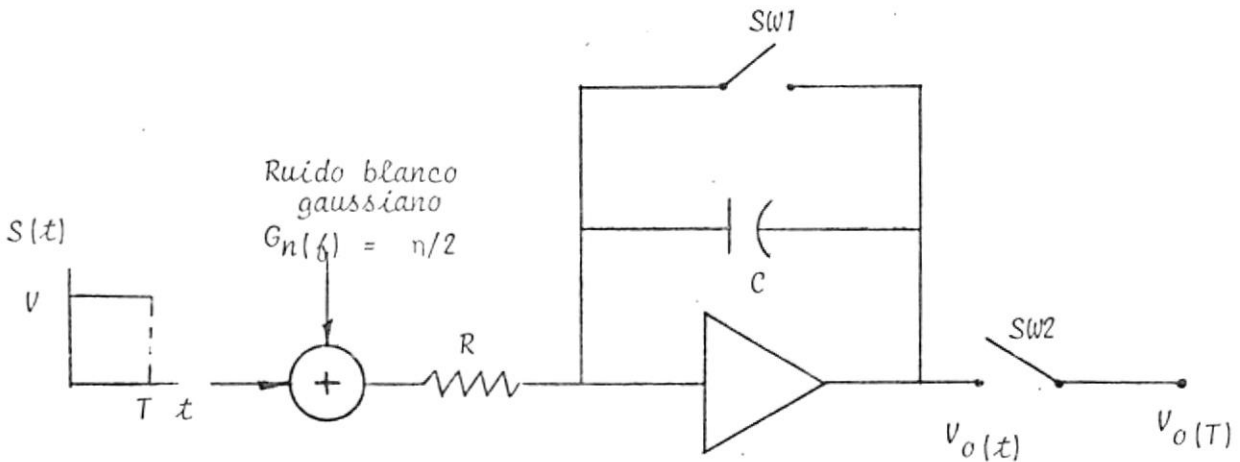 SW1
Ruido blanco
gaussiano
Gn(f) = n/2
S(t)
V
T t
R
C
SW2
Vo(t)
Vo(T)